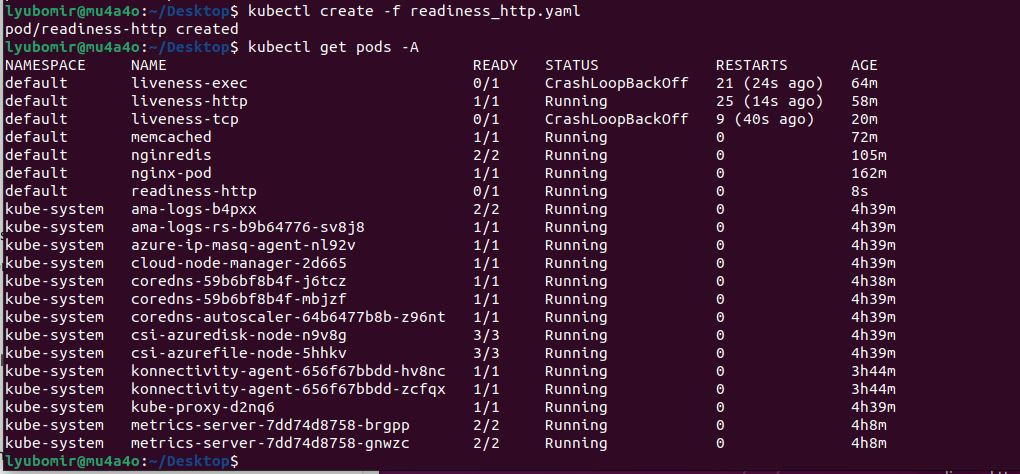 lyubomir@mu4a4o:~/Desktop$ kubectl create -f readiness_http.yaml
pod/readiness-http created
lyubomir@mu4a4o:~/Desktop$ kubectl get pods -A
NAMESPACE     NAME                                  READY   STATUS             RESTARTS       AGE
default       liveness-exec                         0/1     CrashLoopBackOff   21 (24s ago)   64m
default       liveness-http                         1/1     Running            25 (14s ago)   58m
default       liveness-tcp                          0/1     CrashLoopBackOff   9 (40s ago)    20m
default       memcached                             1/1     Running            0              72m
default       nginredis                             2/2     Running            0              105m
default       nginx-pod                             1/1     Running            0              162m
default       readiness-http                        0/1     Running            0              8s
kube-system   ama-logs-b4pxx                        2/2     Running            0              4h39m
kube-system   ama-logs-rs-b9b64776-sv8j8            1/1     Running            0              4h39m
kube-system   azure-ip-masq-agent-nl92v             1/1     Running            0              4h39m
kube-system   cloud-node-manager-2d665              1/1     Running            0              4h39m
kube-system   coredns-59b6bf8b4f-j6tcz              1/1     Running            0              4h38m
kube-system   coredns-59b6bf8b4f-mbjzf              1/1     Running            0              4h39m
kube-system   coredns-autoscaler-64b6477b8b-z96nt   1/1     Running            0              4h39m
kube-system   csi-azuredisk-node-n9v8g              3/3     Running            0              4h39m
kube-system   csi-azurefile-node-5hhkv              3/3     Running            0              4h39m
kube-system   konnectivity-agent-656f67bbdd-hv8nc   1/1     Running            0              3h44m
kube-system   konnectivity-agent-656f67bbdd-zcfqx   1/1     Running            0              3h44m
kube-system   kube-proxy-d2nq6                      1/1     Running            0              4h39m
kube-system   metrics-server-7dd74d8758-brgpp       2/2     Running            0              4h8m
kube-system   metrics-server-7dd74d8758-gnwzc       2/2     Running            0              4h8m
lyubomir@mu4a4o:~/Desktop$